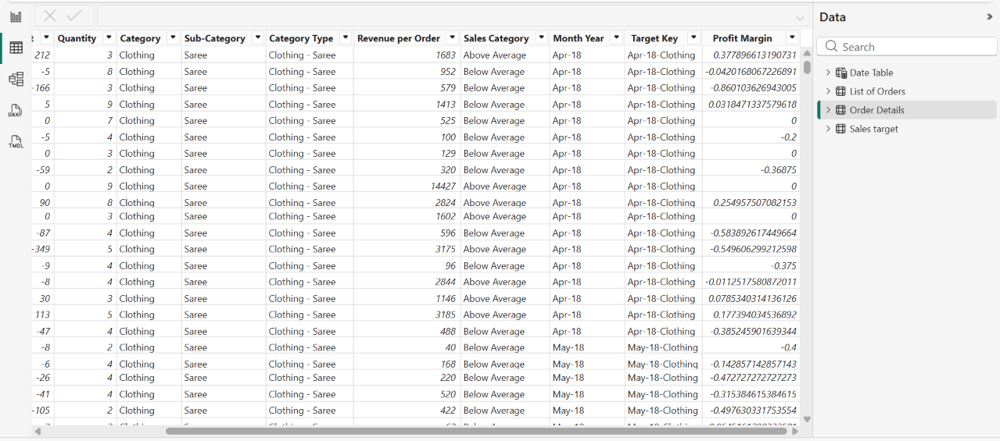 Data
Search
Date Table
List of Orders
Order Details
Sales target
DAX
TMDL
t Quantity Category Sub-Category Category Type Revenue per Order Sales Category Month Year Target Key Profit Margin
212 3 Clothing Saree Clothing - Saree 1683 Above Average Apr-18 Apr-18-Clothing 0.377896613190731
-5 8 Clothing Saree Clothing - Saree 952 Below Average Apr-18 Apr-18-Clothing -0.0420168067226891
-166 3 Clothing Saree Clothing - Saree 579 Below Average Apr-18 Apr-18-Clothing -0.860103626943005
5 9 Clothing Saree Clothing - Saree 1413 Below Average Apr-18 Apr-18-Clothing 0.0318471337579618
0 7 Clothing Saree Clothing - Saree 525 Below Average Apr-18 Apr-18-Clothing 0
-5 4 Clothing Saree Clothing - Saree 100 Below Average Apr-18 Apr-18-Clothing -0.2
0 3 Clothing Saree Clothing - Saree 129 Below Average Apr-18 Apr-18-Clothing 0
-59 2 Clothing Saree Clothing - Saree 320 Below Average Apr-18 Apr-18-Clothing -0.36875
0 9 Clothing Saree Clothing - Saree 14427 Above Average Apr-18 Apr-18-Clothing 0
90 8 Clothing Saree Clothing - Saree 2824 Above Average Apr-18 Apr-18-Clothing 0.254957507082153
0 3 Clothing Saree Clothing - Saree 1602 Above Average Apr-18 Apr-18-Clothing 0
-87 4 Clothing Saree Clothing - Saree 596 Below Average Apr-18 Apr-18-Clothing -0.583892617449664
-349 5 Clothing Saree Clothing - Saree 3175 Above Average Apr-18 Apr-18-Clothing -0.549606299212598
-9 4 Clothing Saree Clothing - Saree 96 Below Average Apr-18 Apr-18-Clothing -0.375
-8 4 Clothing Saree Clothing - Saree 2844 Above Average Apr-18 Apr-18-Clothing -0.0112517580872011
30 3 Clothing Saree Clothing - Saree 1146 Above Average Apr-18 Apr-18-Clothing 0.0785340314136126
113 5 Clothing Saree Clothing - Saree 3185 Above Average Apr-18 Apr-18-Clothing 0.177394034536892
-47 4 Clothing Saree Clothing - Saree 488 Below Average Apr-18 Apr-18-Clothing -0.385245901639344
-8 2 Clothing Saree Clothing - Saree 40 Below Average May-18 May-18-Clothing -0.4
-6 4 Clothing Saree Clothing - Saree 168 Below Average May-18 May-18-Clothing -0.142857142857143
-26 4 Clothing Saree Clothing - Saree 220 Below Average May-18 May-18-Clothing -0.472727272727273
-41 4 Clothing Saree Clothing - Saree 520 Below Average May-18 May-18-Clothing -0.315384615384615
-105 2 Clothing Saree Clothing - Saree 422 Below Average May-18 May-18-Clothing -0.497630331753554